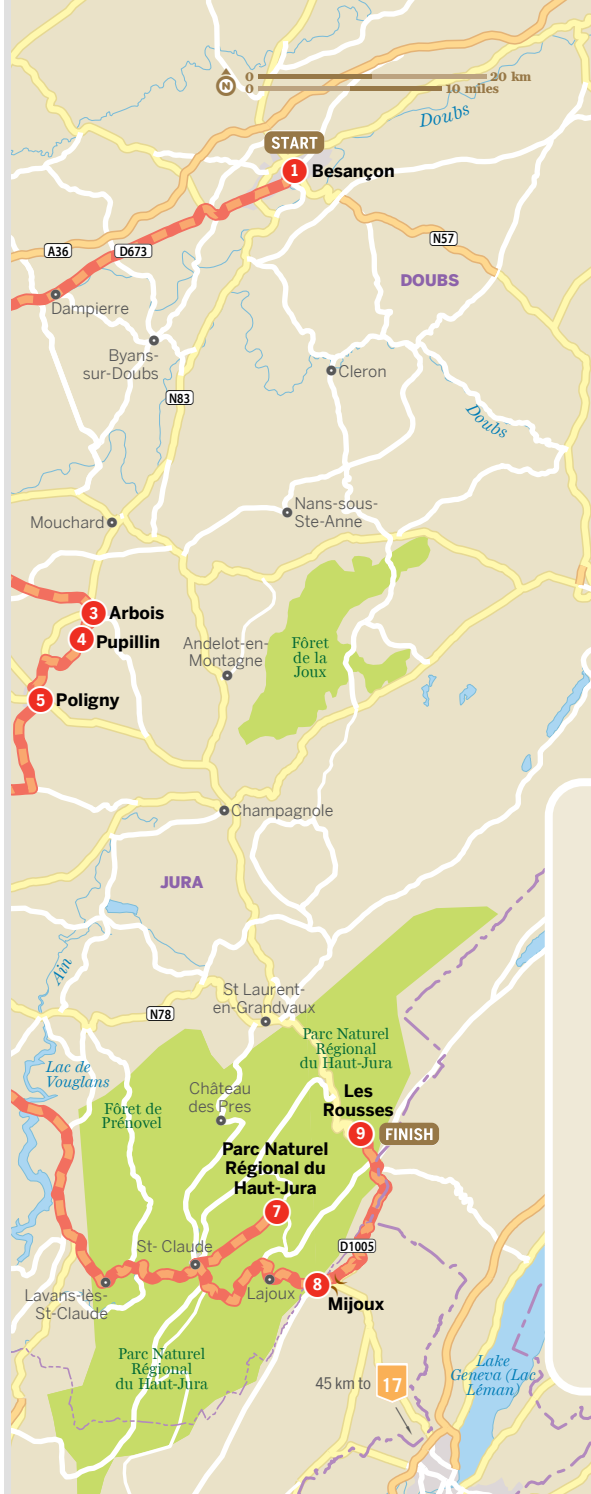 N
0
20 km
0
10 miles
Doubs
START
1
Besançon
N57
A36
D673
DOUBS
Dampierre
Byans-
sur-Doubs
Cleron
N83
Doubs
Nans-sous-
Ste-Anne
Mouchard
3
Arbois
4
Pupillin
Andelot-en-
Montagne
Fôret
de la
Joux
5
Poligny
Champagnole
JURA
Ain
St Laurent-
en-Grandvaux
N78
Parc Naturel
Régional
du Haut-Jura
Lac de
Vouglans
Château
des Pres
Les
Rousses
Fôret de
Prénovel
9
FINISH
Parc Naturel
Régional du
Haut-Jura
7
St- Claude
D1005
Lajoux
8
Mijoux
Lavans-lès-
St-Claude
Parc Naturel
Régional
du Haut-Jura
45 km to
17
Lake
Geneva (Lac
Léman)